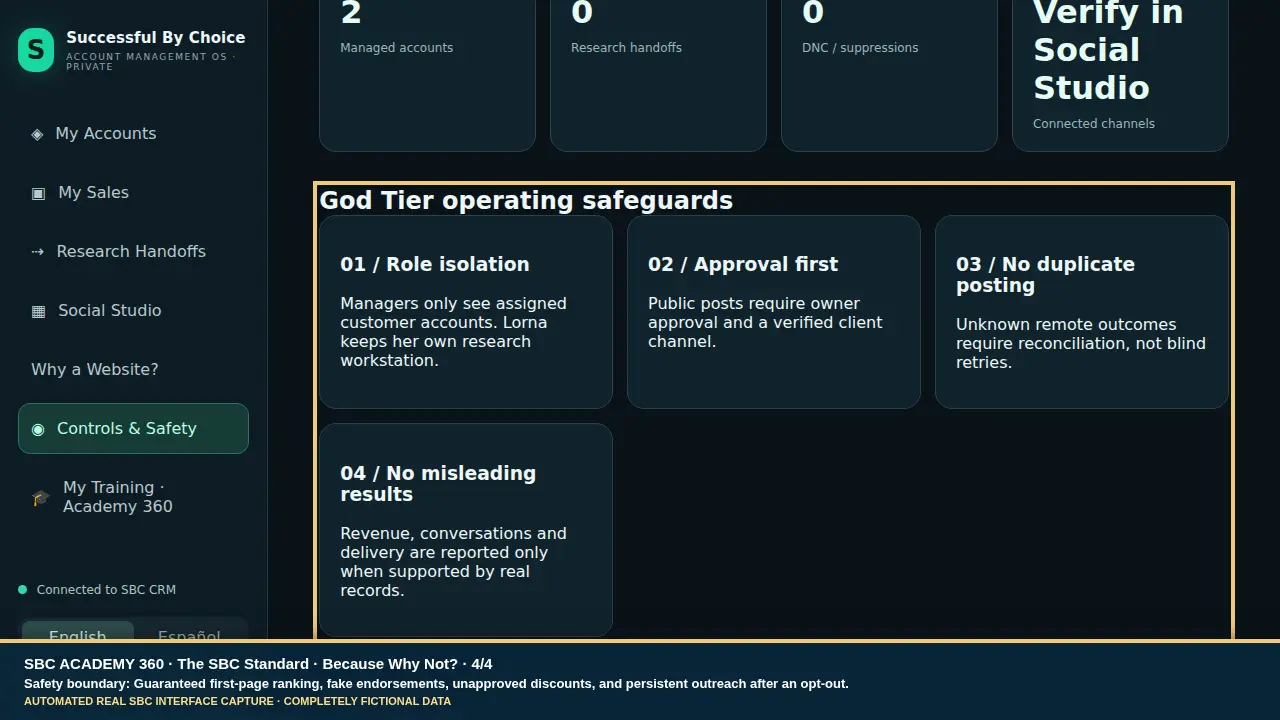 S
Successful By Choice
ACCOUNT MANAGEMENT OS ·
PRIVATE
My Accounts
My Sales
Research Handoffs
Social Studio
Why a Website?
Controls & Safety
My Training ·
Academy 360
Connected to SBC CRM
English
Español
2
Managed accounts
0
Research handoffs
0
DNC / suppressions
Verify in
Social
Studio
Connected channels
God Tier operating safeguards
01 / Role isolation
Managers only see assigned
customer accounts. Lorna
keeps her own research
workstation.
02 / Approval first
Public posts require owner
approval and a verified client
channel.
03 / No duplicate
posting
Unknown remote outcomes
require reconciliation, not blind
retries.
04 / No misleading
results
Revenue, conversations and
delivery are reported only
when supported by real
records.
SBC ACADEMY 360 · The SBC Standard · Because Why Not? · 4/4
Safety boundary: Guaranteed first-page ranking, fake endorsements, unapproved discounts, and persistent outreach after an opt-out.
AUTOMATED REAL SBC INTERFACE CAPTURE · COMPLETELY FICTIONAL DATA